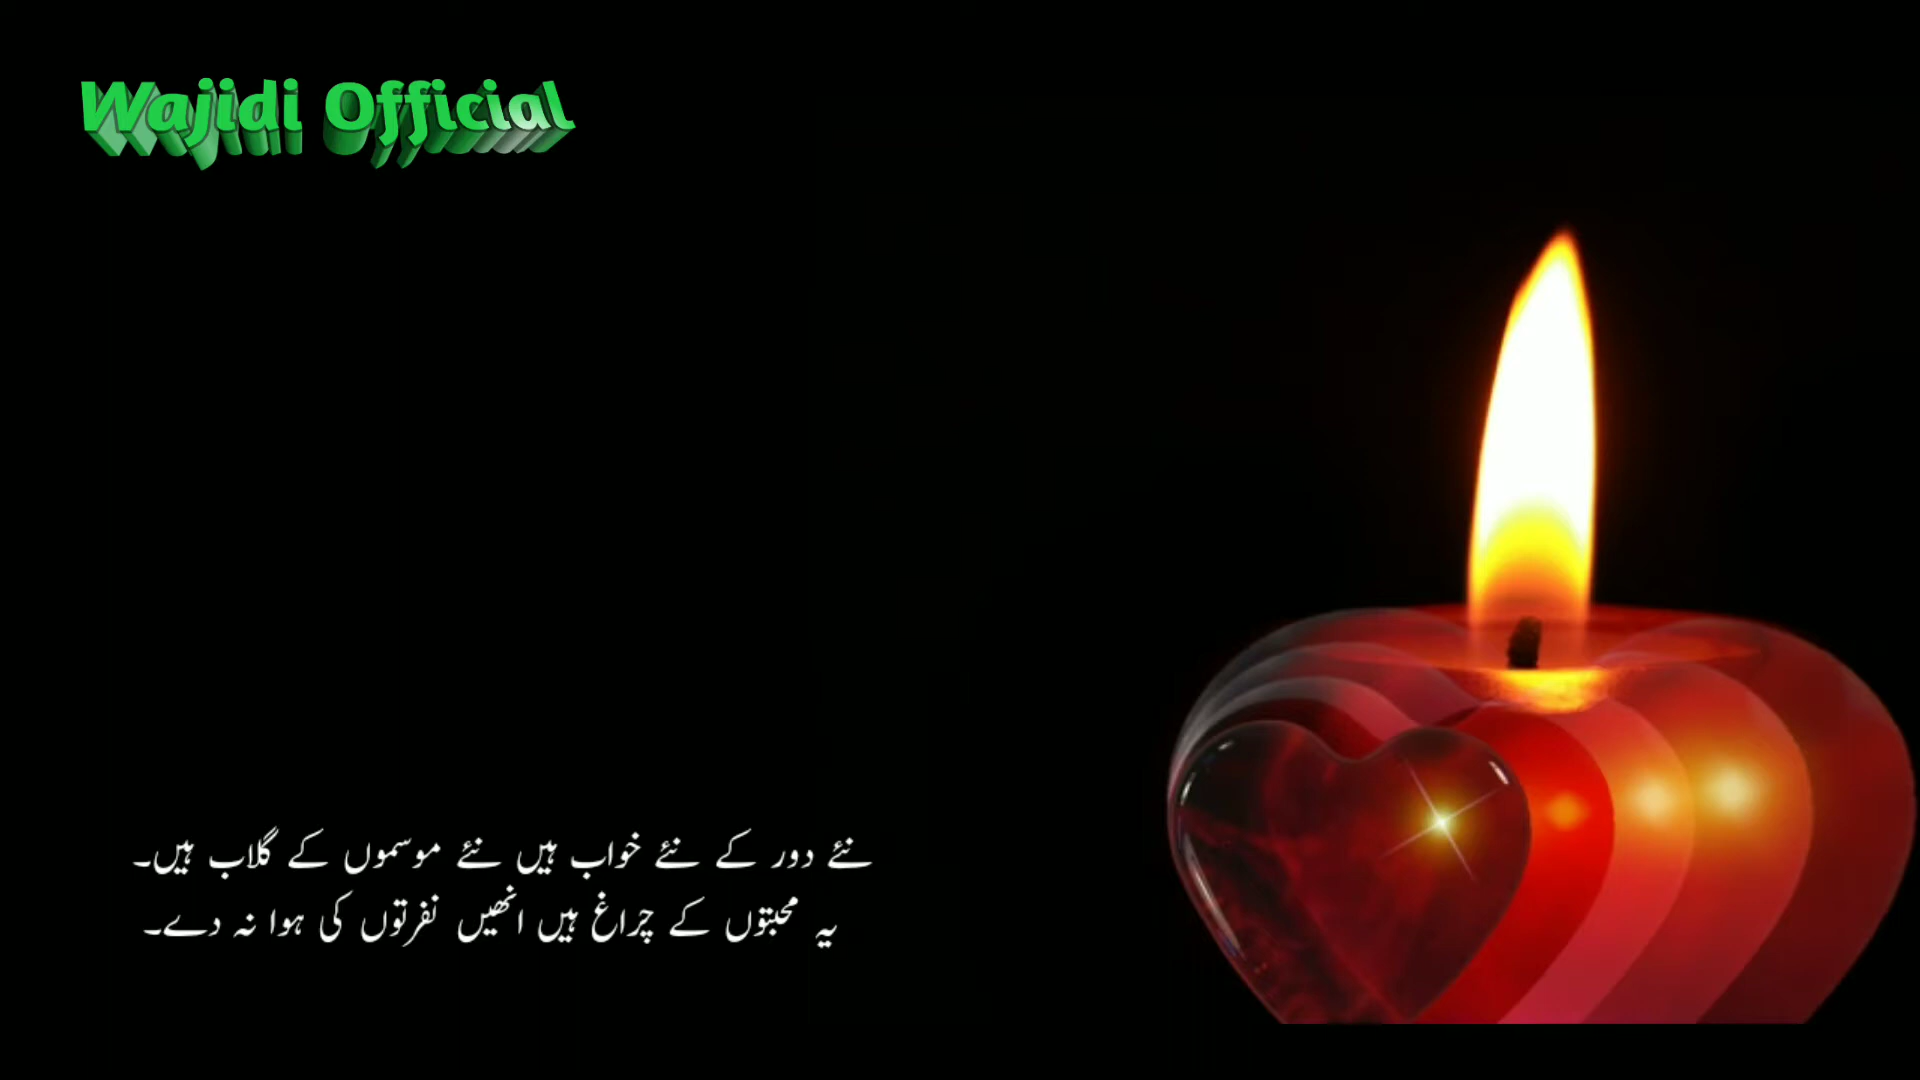 Wajidi Official
نئے دور کے نئے خواب ہیں نئے موسموں کے گلاب ہیں۔
یہ محبتوں کے چراغ ہیں انھیں نفرتوں کی ہوا نہ دے۔